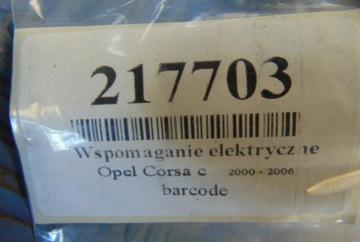 217703
Wspomaganie elektryczne
Opel Corsa c 2000 - 2006
barcode